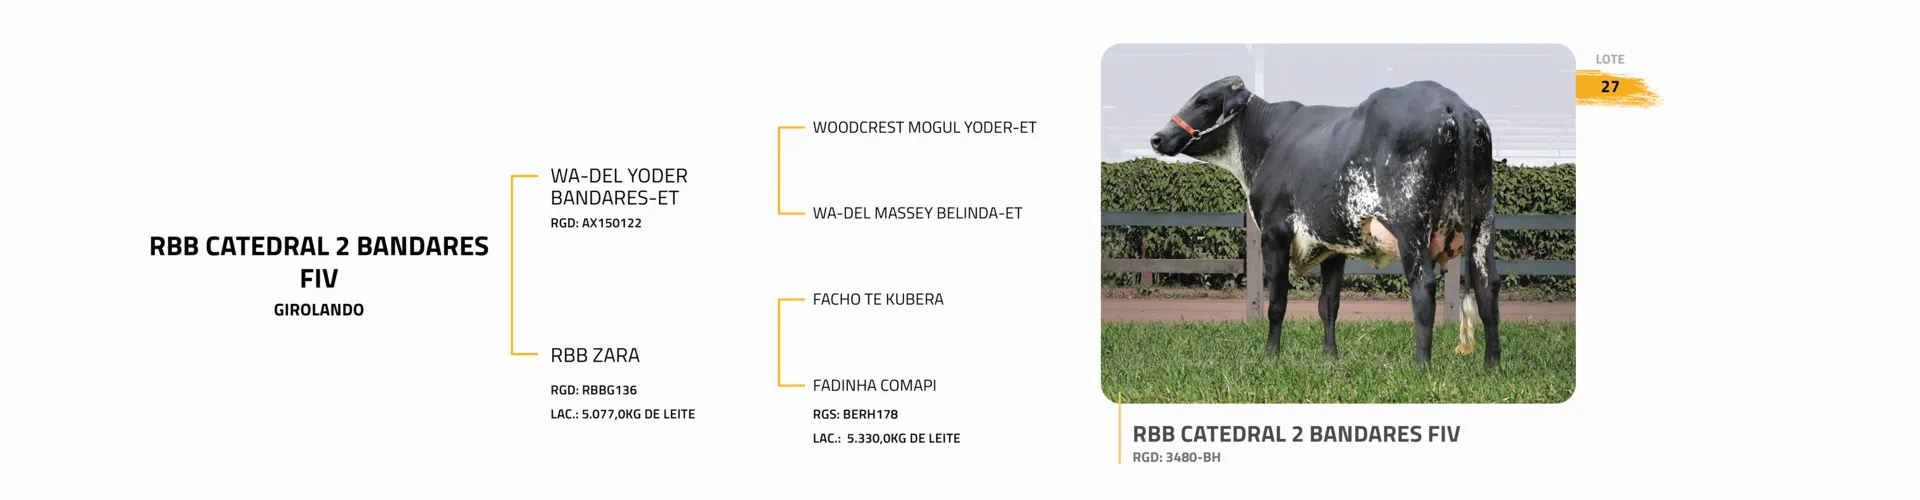 RBB CATEDRAL 2 BANDARES
FIV
GIROLANDO
WA-DEL YODER
BANDARES-ET
RGD: AX150122
RBB ZARA
RGD: RBBG136
LAC.: 5.077,0KG DE LEITE
WOODCREST MOGUL YODER-ET
WA-DEL MASSEY BELINDA-ET
FACHO TE KUBERA
FADINHA COMAPI
RGS: BERH178
LAC.: 5.330,0KG DE LEITE
LOTE
27
RBB CATEDRAL 2 BANDARES FIV
RGD: 3480-BH